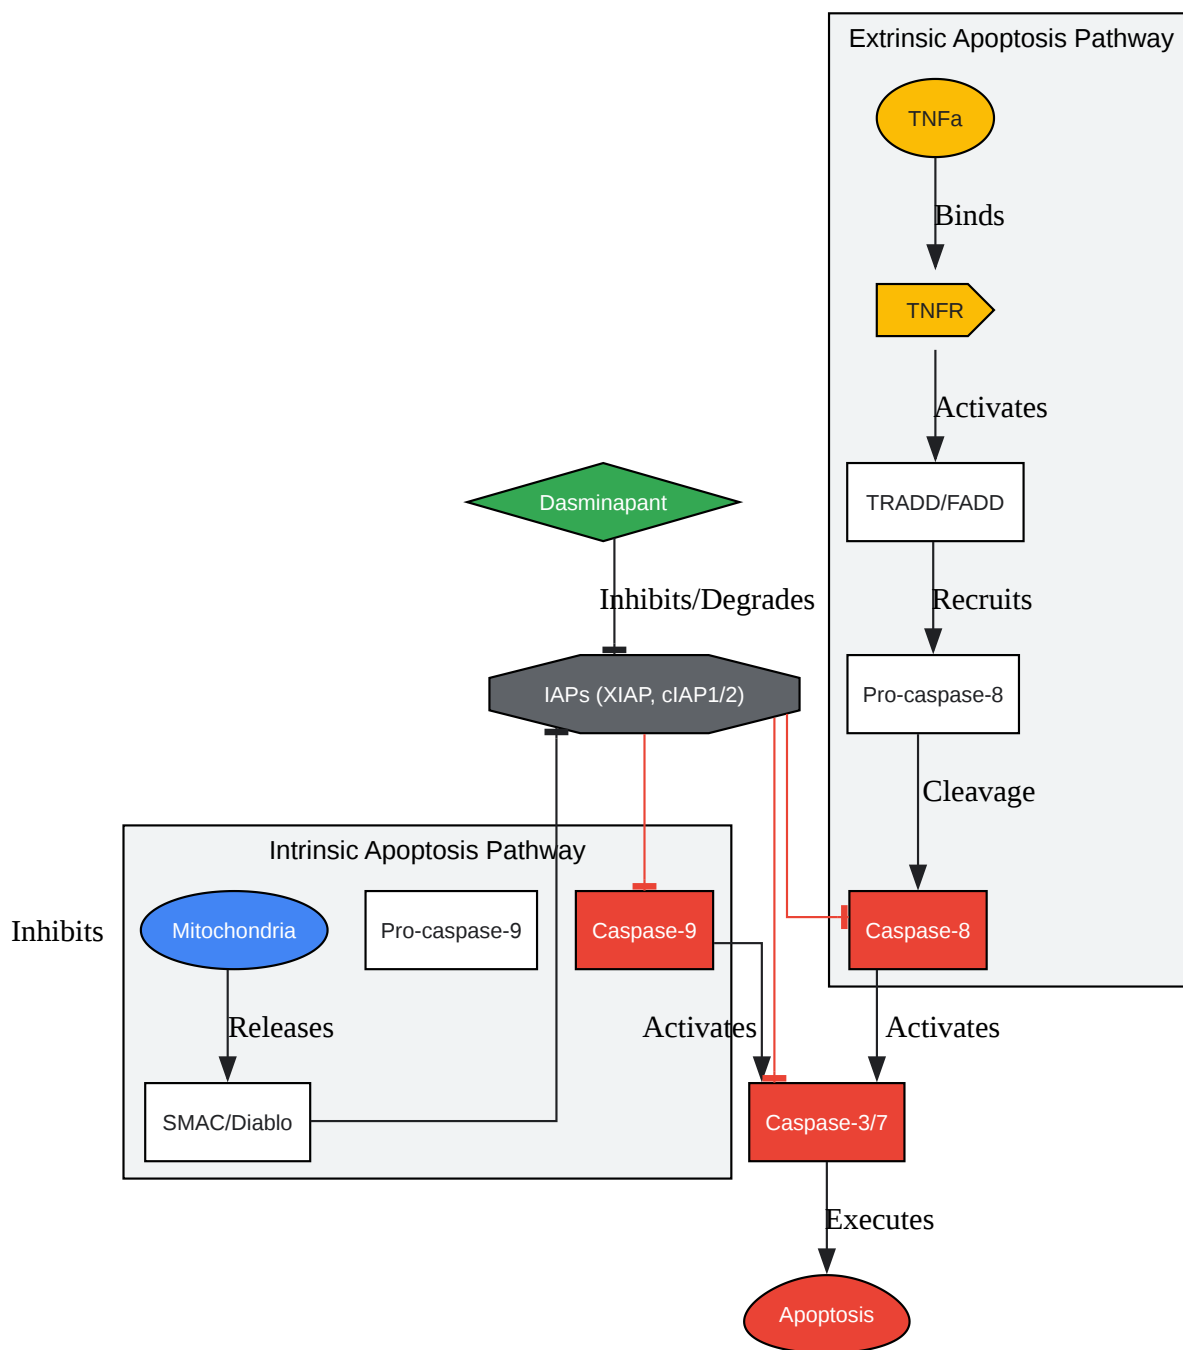 Extrinsic Apoptosis Pathway
TNFa
Binds
TNFR
Activates
Dasminapant
TRADD/FADD
Inhibits/Degrades
Recruits
IAPs (XIAP, cIAP1/2)
Pro-caspase-8
Cleavage
Intrinsic Apoptosis Pathway
Inhibits
Mitochondria
Pro-caspase-9
Caspase-9
Caspase-8
Releases
Activates
Activates
SMAC/Diablo
Caspase-3/7
Executes
Apoptosis